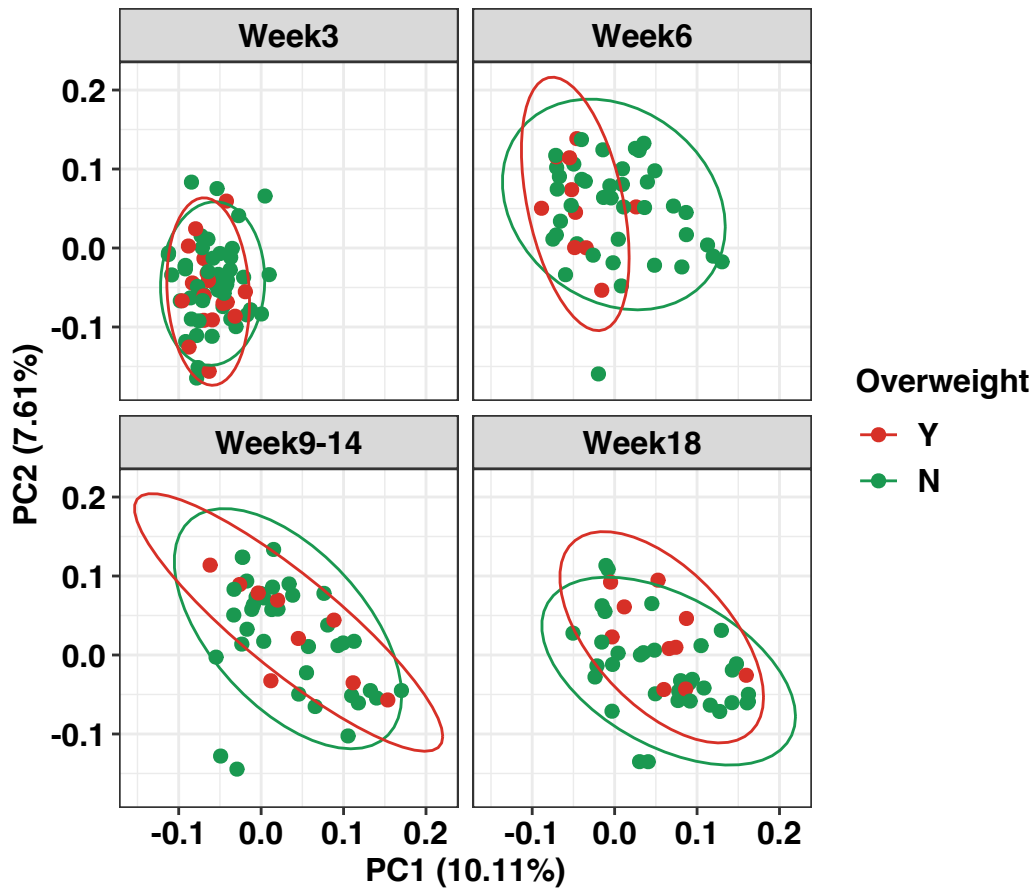 Week3
Week6
0.2
0.1
0.0
-0.1
Week9-14
Week18
0.2
0.1
0.0
-0.1
-0.1 0.0 0.1 0.2
-0.1 0.0 0.1 0.2
PC1 (10.11%)
PC2 (7.61%)
Overweight
Y
N